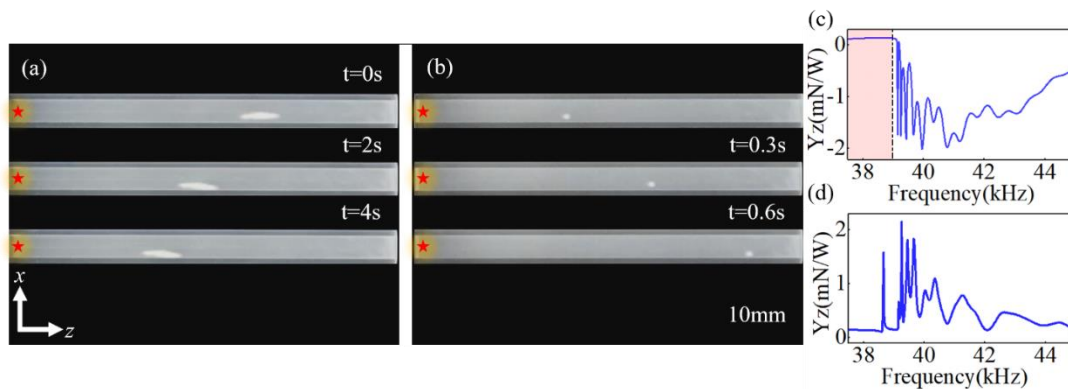 (a)
t=0s
t=2s
t=4s
x
z
(b)
t=0.3s
t=0.6s
10mm
(c)
0
-1
-2
Yz(mN/W)
38 40 42 44
Frequency(kHz)
(d)
2
1
0
Yz(mN/W)
38 40 42 44
Frequency(kHz)